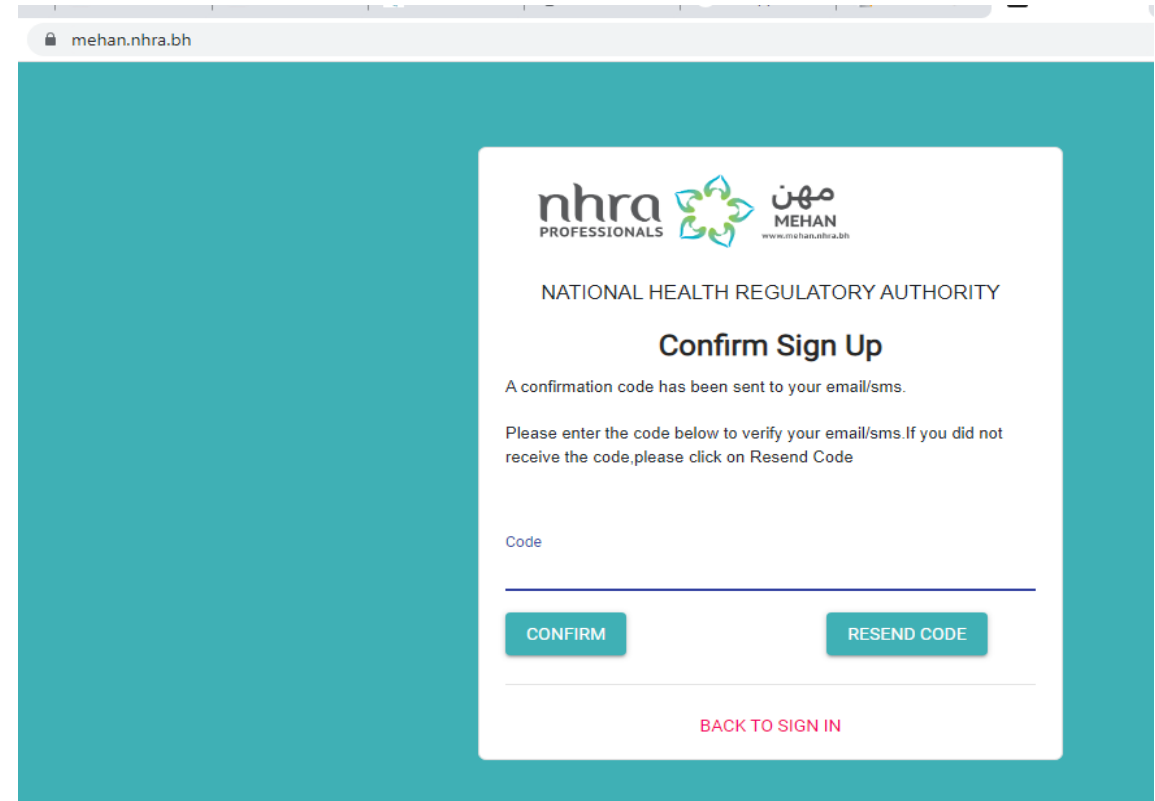 mehan.nhra.bh
nhra
PROFESSIONALS
مهن
MEHAN
www.mehan.nhra.bh
NATIONAL HEALTH REGULATORY AUTHORITY
Confirm Sign Up
A confirmation code has been sent to your email/sms.
Please enter the code below to verify your email/sms.If you did not
receive the code,please click on Resend Code
Code
CONFIRM
RESEND CODE
BACK TO SIGN IN